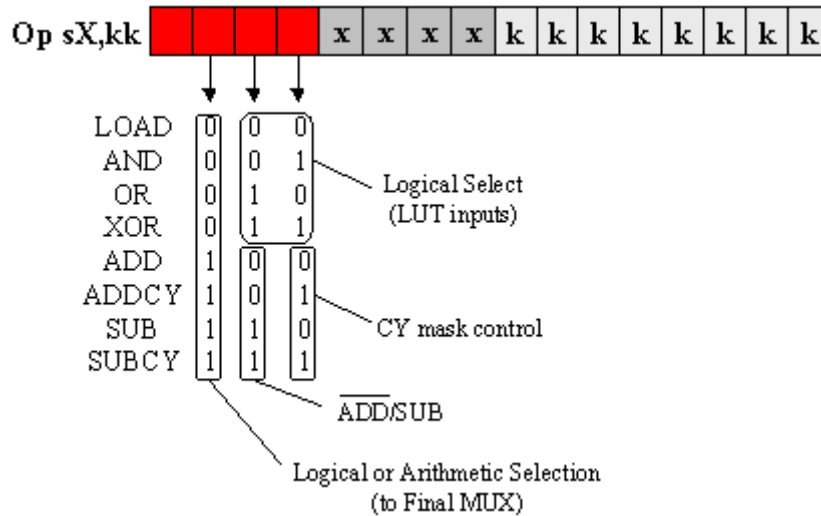 Op sX,kk x x x x k k k k k k k k
LOAD 0 0 0
AND 0 0 1
OR 0 1 0
XOR 0 1 1
ADD 1 0 0
ADDCY 1 0 1
SUB 1 1 0
SUBCY 1 1 1
Logical Select
(LUT inputs)
CY mask control
ADD/SUB
Logical or Arithmetic Selection
(to Final MUX)